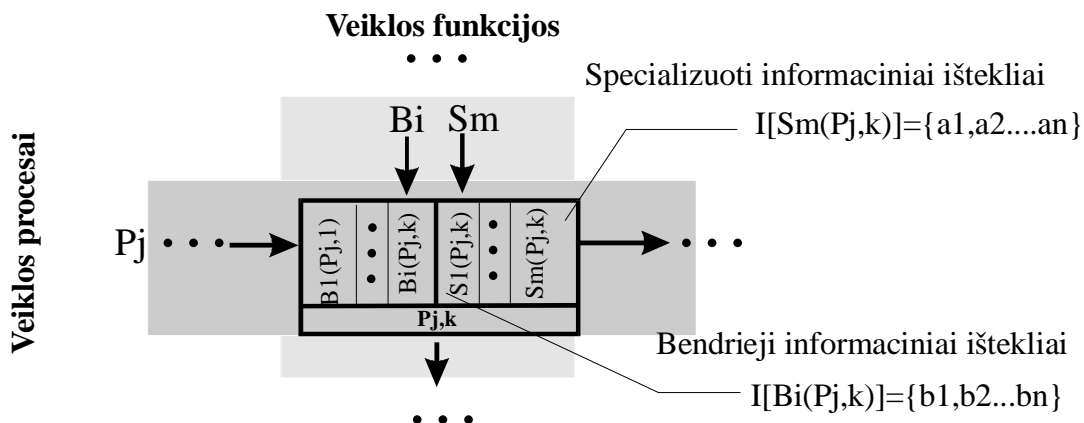 Veiklos funkcijos
• • •
Specializuoti informaciniai ištekliai
I[Sm(Pj,k)]={a1,a2....an}
Bi Sm
Veiklos procesai
Pj • • •
B1(Pj,1) • • • Bi(Pj,k) S1(Pj,k) • • • Sm(Pj,k)
• • •
Pj,k
Bendrieji informaciniai ištekliai
I[Bi(Pj,k)]={b1,b2...bn}
• • •